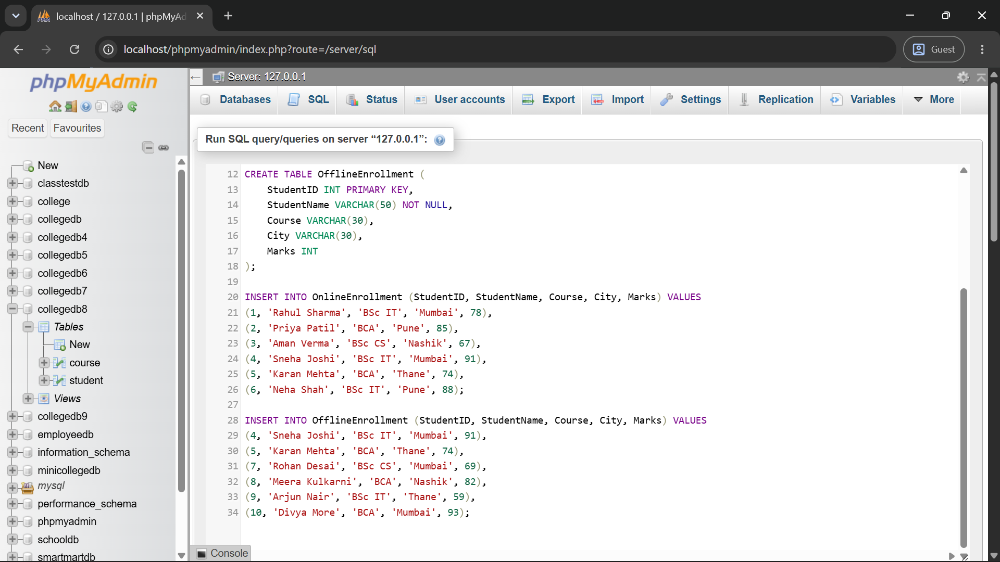 localhost / 127.0.0.1 | phpMyAd
localhost/phpmyadmin/index.php?route=/server/sql
Guest
phpMyAdmin
Recent
Favourites
New
classtestdb
college
collegedb
collegedb4
collegedb5
collegedb6
collegedb7
collegedb8
Tables
New
course
student
Views
collegedb9
employeedb
information_schema
minicollegedb
mysql
performance_schema
phpmyadmin
schooldb
smartmartdb
Server: 127.0.0.1
Databases
SQL
Status
User accounts
Export
Import
Settings
Replication
Variables
More
Run SQL query/queries on server “127.0.0.1”:
12 CREATE TABLE OfflineEnrollment (
13     StudentID INT PRIMARY KEY,
14     StudentName VARCHAR(50) NOT NULL,
15     Course VARCHAR(30),
16     City VARCHAR(30),
17     Marks INT
18 );
19
20 INSERT INTO OnlineEnrollment (StudentID, StudentName, Course, City, Marks) VALUES
21 (1, 'Rahul Sharma', 'BSc IT', 'Mumbai', 78),
22 (2, 'Priya Patil', 'BCA', 'Pune', 85),
23 (3, 'Aman Verma', 'BSc CS', 'Nashik', 67),
24 (4, 'Sneha Joshi', 'BSc IT', 'Mumbai', 91),
25 (5, 'Karan Mehta', 'BCA', 'Thane', 74),
26 (6, 'Neha Shah', 'BSc IT', 'Pune', 88);
27
28 INSERT INTO OfflineEnrollment (StudentID, StudentName, Course, City, Marks) VALUES
29 (4, 'Sneha Joshi', 'BSc IT', 'Mumbai', 91),
30 (5, 'Karan Mehta', 'BCA', 'Thane', 74),
31 (7, 'Rohan Desai', 'BSc CS', 'Mumbai', 69),
32 (8, 'Meera Kulkarni', 'BCA', 'Nashik', 82),
33 (9, 'Arjun Nair', 'BSc IT', 'Thane', 59),
34 (10, 'Divya More', 'BCA', 'Mumbai', 93);
Console